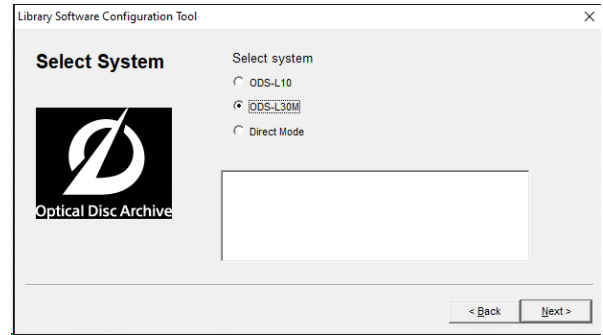 Library Software Configuration Tool
Select System
Select system
ODS-L10
ODS-L30M
Direct Mode
Optical Disc Archive
< Back
Next >